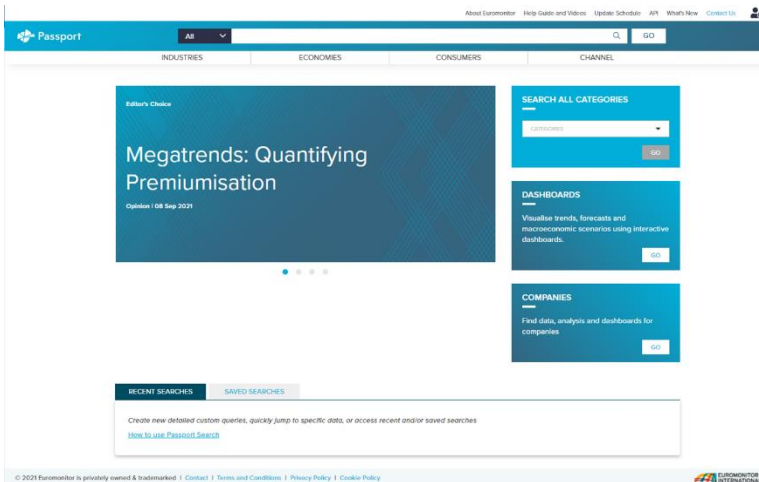 About Euromonitor Help Guide and Videos Update Schedule API What's New Contact Us
Passport All GO
INDUSTRIES ECONOMIES CONSUMERS CHANNEL
Editor's Choice
Megatrends: Quantifying
Premiumisation
Opinion | 08 Sep 2021
SEARCH ALL CATEGORIES
CATEGORIES
GO
DASHBOARDS
Visualise trends, forecasts and
macroeconomic scenarios using interactive
dashboards.
GO
COMPANIES
Find data, analysis and dashboards for
companies
GO
RECENT SEARCHES SAVED SEARCHES
Create new detailed custom queries, quickly jump to specific data, or access recent and/or saved searches
How to use Passport Search
© 2021 Euromonitor is privately owned & trademarked | Contact | Terms and Conditions | Privacy Policy | Cookie Policy
EUROMONITOR
INTERNATIONAL